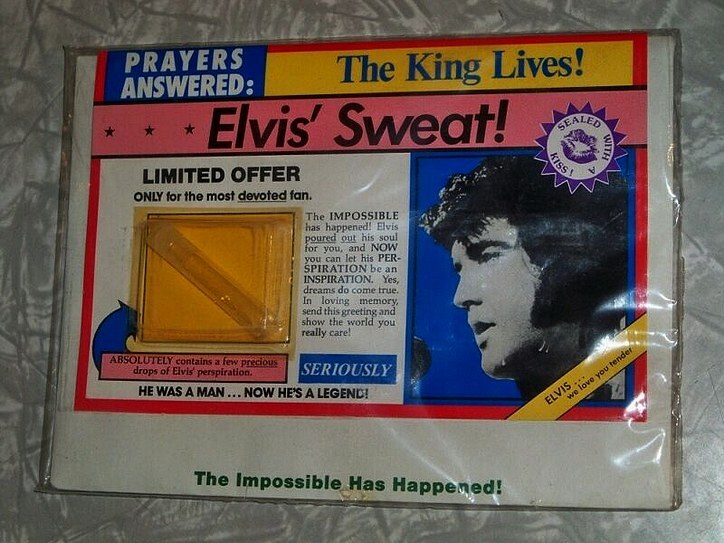 PRAYERS
ANSWERED:
The King Lives!
★ ★ ★ Elvis' Sweat!
SEALED WITH A KISS!
LIMITED OFFER
ONLY for the most devoted fan.
The IMPOSSIBLE
has happened! Elvis
poured out his soul
for you, and NOW
you can let his PER-
SPIRATION be an
INSPIRATION. Yes,
dreams do come true.
In loving memory,
send this greeting and
show the world you
really care!
SERIOUSLY
ABSOLUTELY contains a few precious
drops of Elvis' perspiration.
HE WAS A MAN ... NOW HE'S A LEGEND!
ELVIS ...
we love you tender
The Impossible Has Happened!